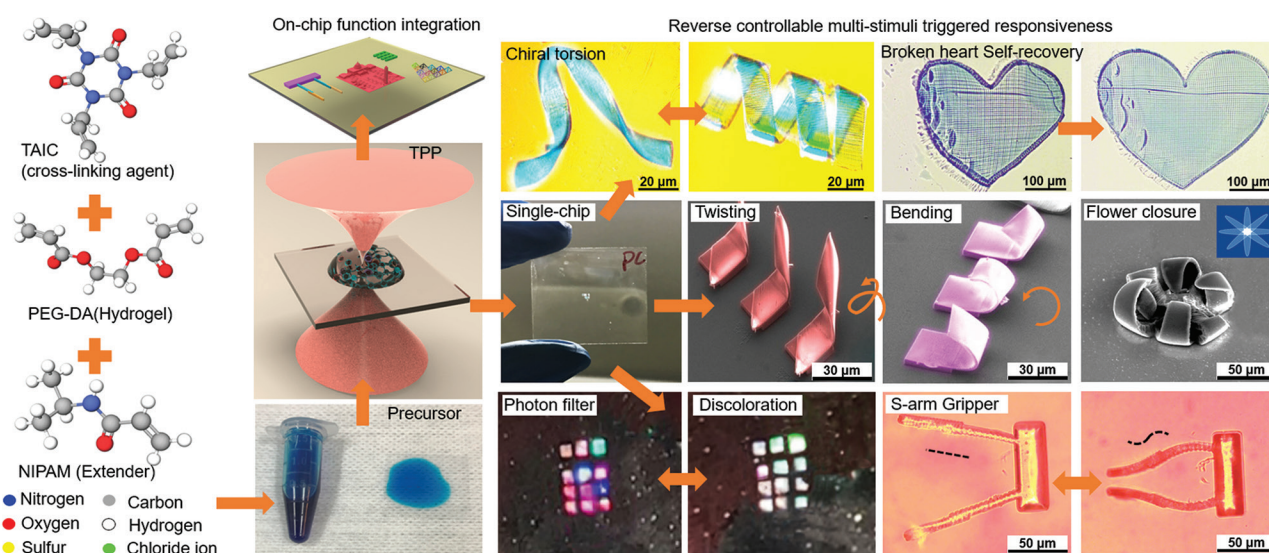 On-chip function integration
Reverse controllable multi-stimuli triggered responsiveness
TAIC
(cross-linking agent)
PEG-DA(Hydrogel)
NIPAM (Extender)
Nitrogen
Carbon
Oxygen
Hydrogen
Sulfur
Chloride ion
TPP
Precursor
Chiral torsion
20 µm
20 µm
Broken heart Self-recovery
100 µm
100 µm
Single-chip
PC
Twisting
30 µm
Bending
30 µm
Flower closure
50 µm
Photon filter
Discoloration
S-arm Gripper
50 µm
50 µm